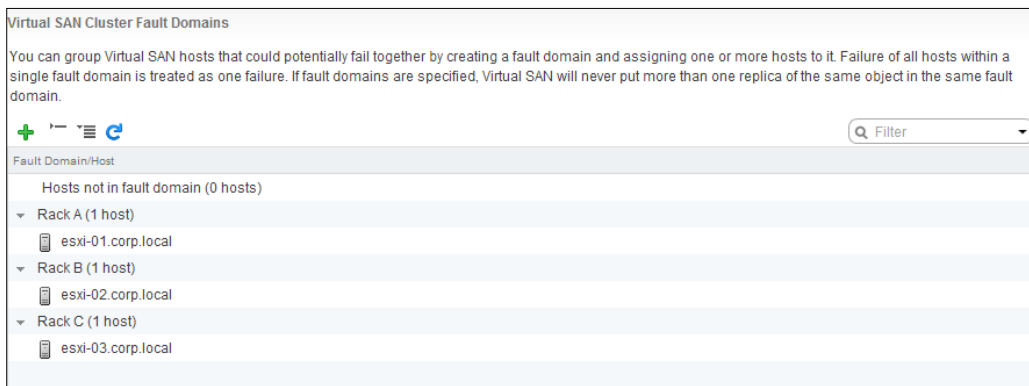 Virtual SAN Cluster Fault Domains
You can group Virtual SAN hosts that could potentially fail together by creating a fault domain and assigning one or more hosts to it. Failure of all hosts within a
single fault domain is treated as one failure. If fault domains are specified, Virtual SAN will never put more than one replica of the same object in the same fault
domain.
Filter
Fault Domain/Host
Hosts not in fault domain (0 hosts)
Rack A (1 host)
esxi-01.corp.local
Rack B (1 host)
esxi-02.corp.local
Rack C (1 host)
esxi-03.corp.local